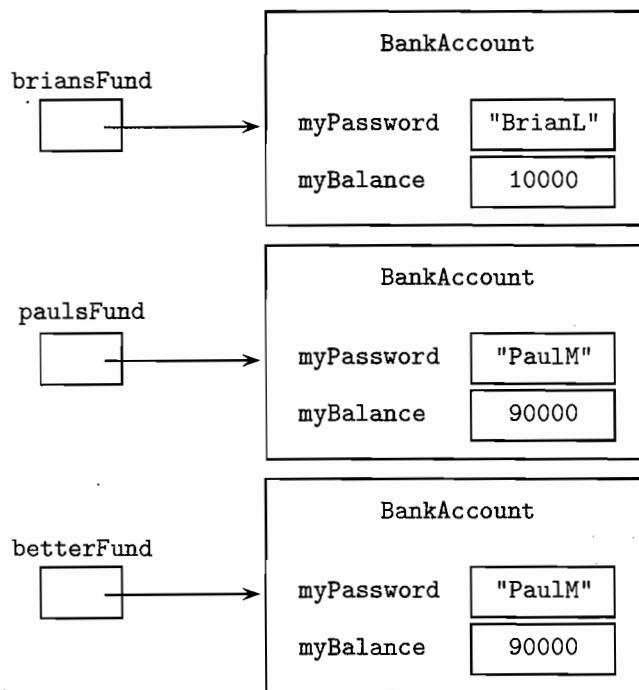 BankAccount
briansFund
myPassword "BrianL"
myBalance 10000
BankAccount
paulsFund
myPassword "PaulM"
myBalance 90000
BankAccount
betterFund
myPassword "PaulM"
myBalance 90000